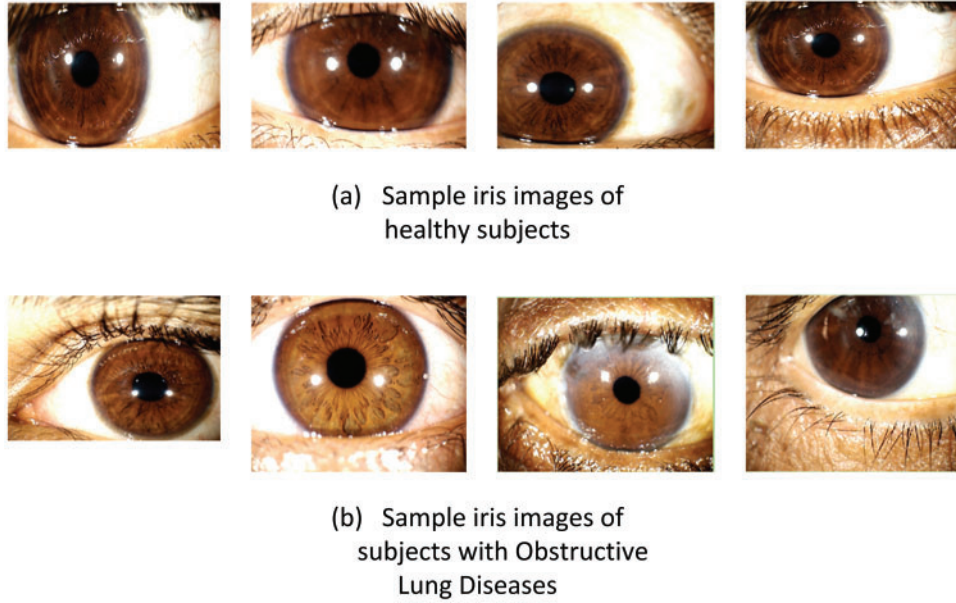 (a) Sample iris images of
healthy subjects
(b) Sample iris images of
subjects with Obstructive
Lung Diseases